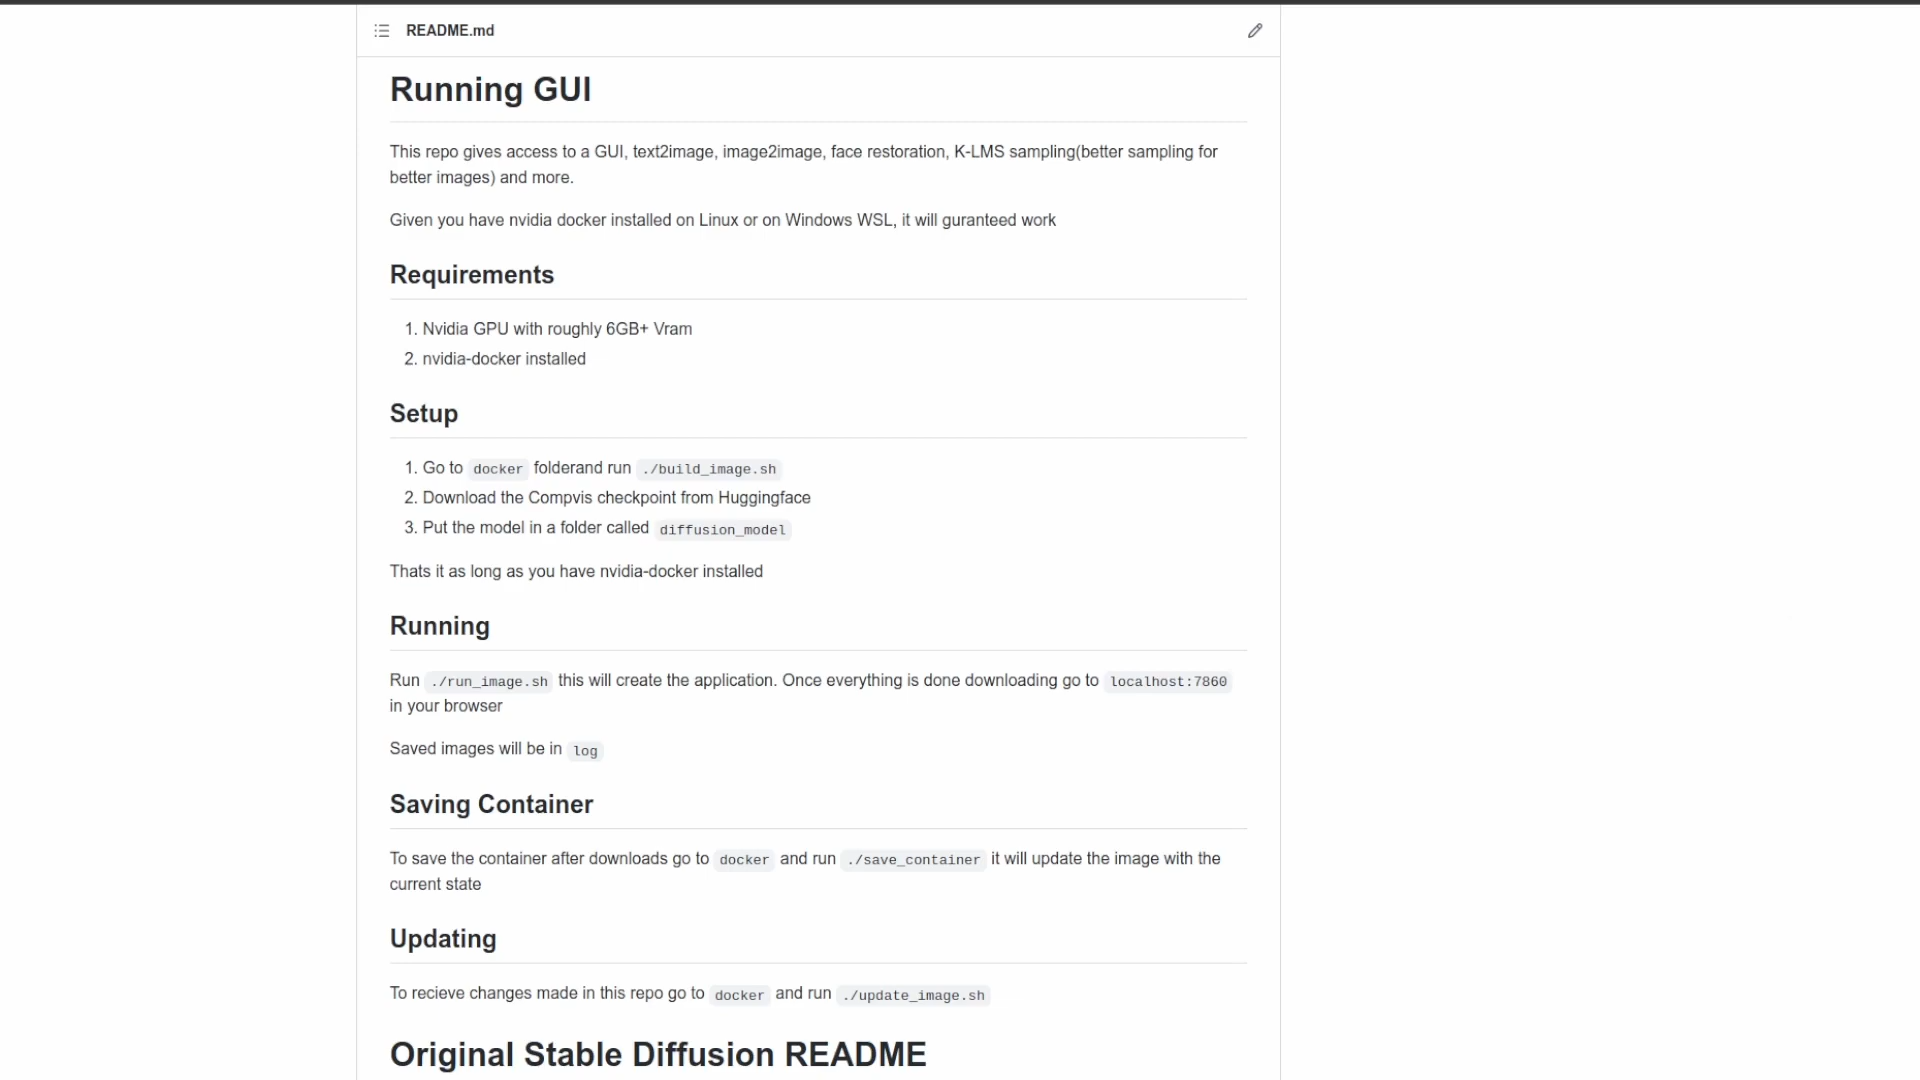 README.md
Running GUI
This repo gives access to a GUI, text2image, image2image, face restoration, K-LMS sampling(better sampling for
better images) and more.
Given you have nvidia docker installed on Linux or on Windows WSL, it will guranteed work
Requirements
1. Nvidia GPU with roughly 6GB+ Vram
2. nvidia-docker installed
Setup
1. Go to docker folderand run ./build_image.sh
2. Download the Compvis checkpoint from Huggingface
3. Put the model in a folder called diffusion_model
Thats it as long as you have nvidia-docker installed
Running
Run ./run_image.sh this will create the application. Once everything is done downloading go to localhost:7860
in your browser
Saved images will be in log
Saving Container
To save the container after downloads go to docker and run ./save_container it will update the image with the
current state
Updating
To recieve changes made in this repo go to docker and run ./update_image.sh
Original Stable Diffusion README